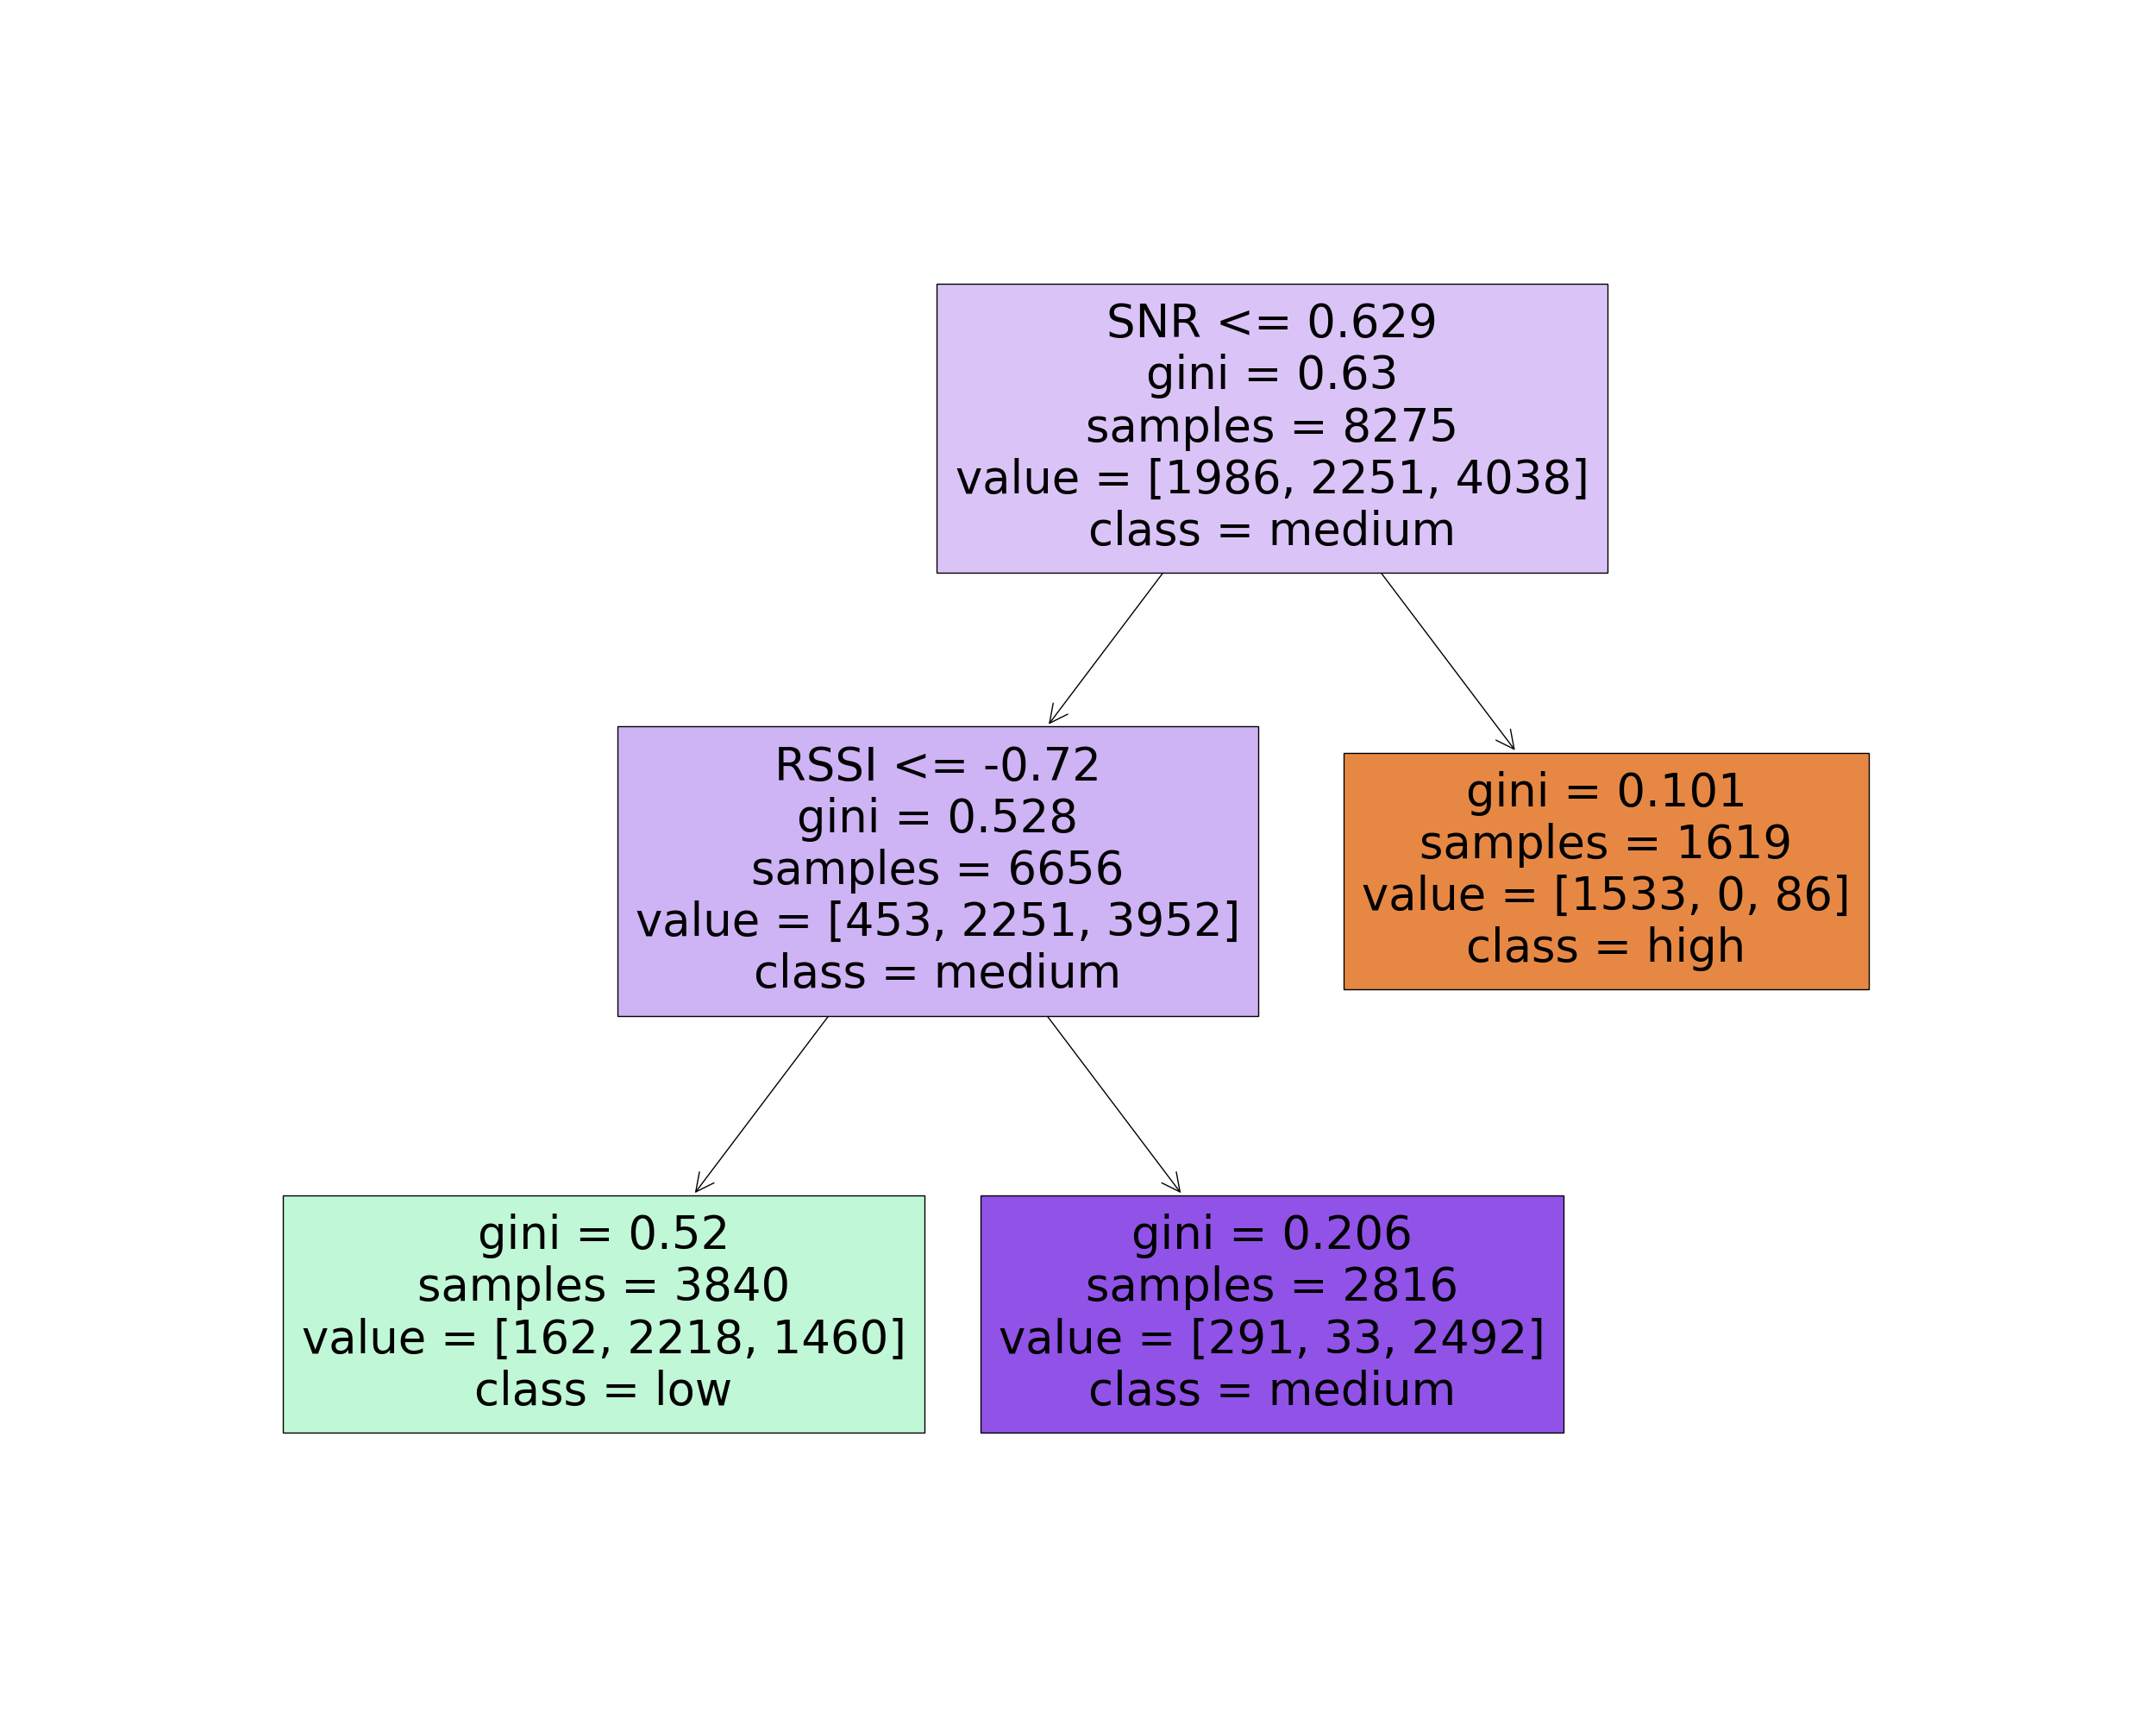 SNR <= 0.629
gini = 0.63
samples = 8275
value = [1986, 2251, 4038]
class = medium
RSSI <= -0.72
gini = 0.528
samples = 6656
value = [453, 2251, 3952]
class = medium
gini = 0.101
samples = 1619
value = [1533, 0, 86]
class = high
gini = 0.52
samples = 3840
value = [162, 2218, 1460]
class = low
gini = 0.206
samples = 2816
value = [291, 33, 2492]
class = medium